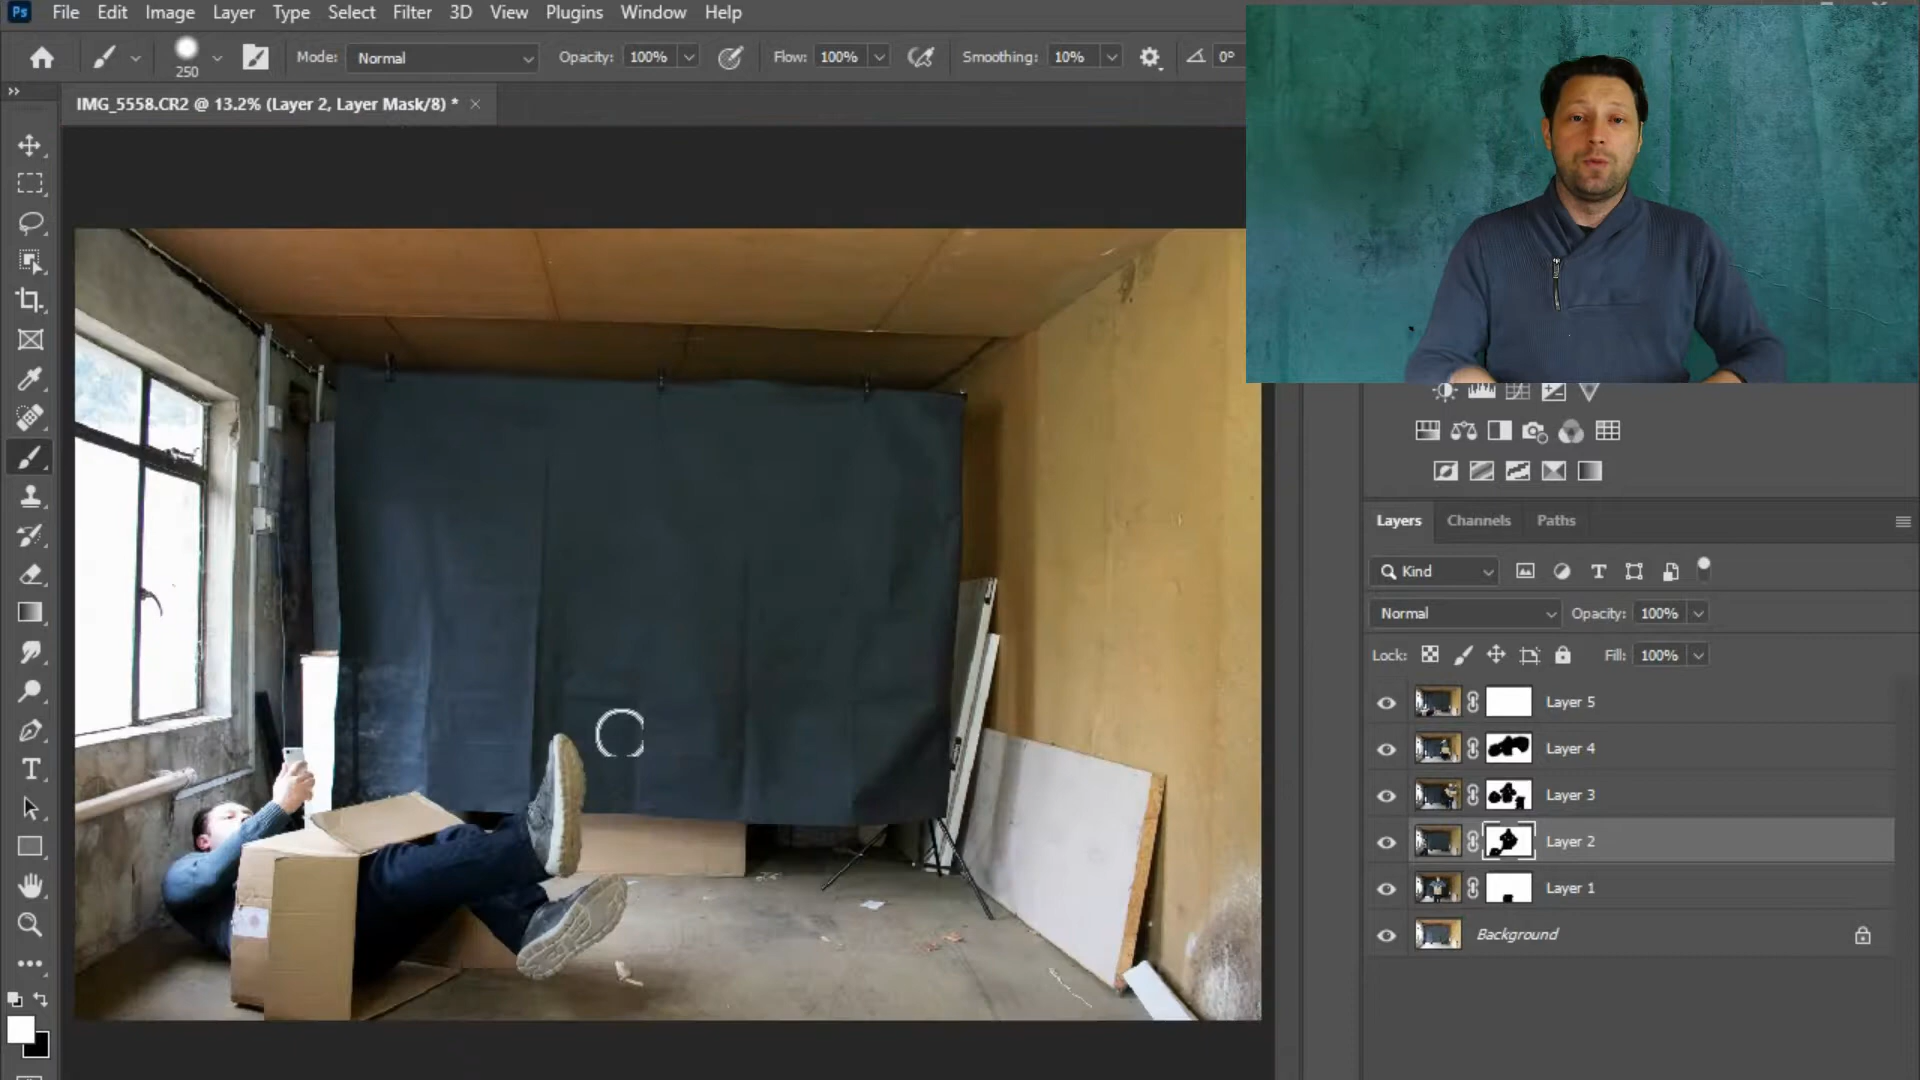 Ps File Edit Image Layer Type Select Filter 3D View Plugins Window Help
250 Mode: Normal Opacity: 100% Flow: 100% Smoothing: 10% 0°
IMG_5558.CR2 @ 13.2% (Layer 2, Layer Mask/8) *
Layers Channels Paths
Kind
Normal Opacity: 100%
Lock: Fill: 100%
Layer 5
Layer 4
Layer 3
Layer 2
Layer 1
Background